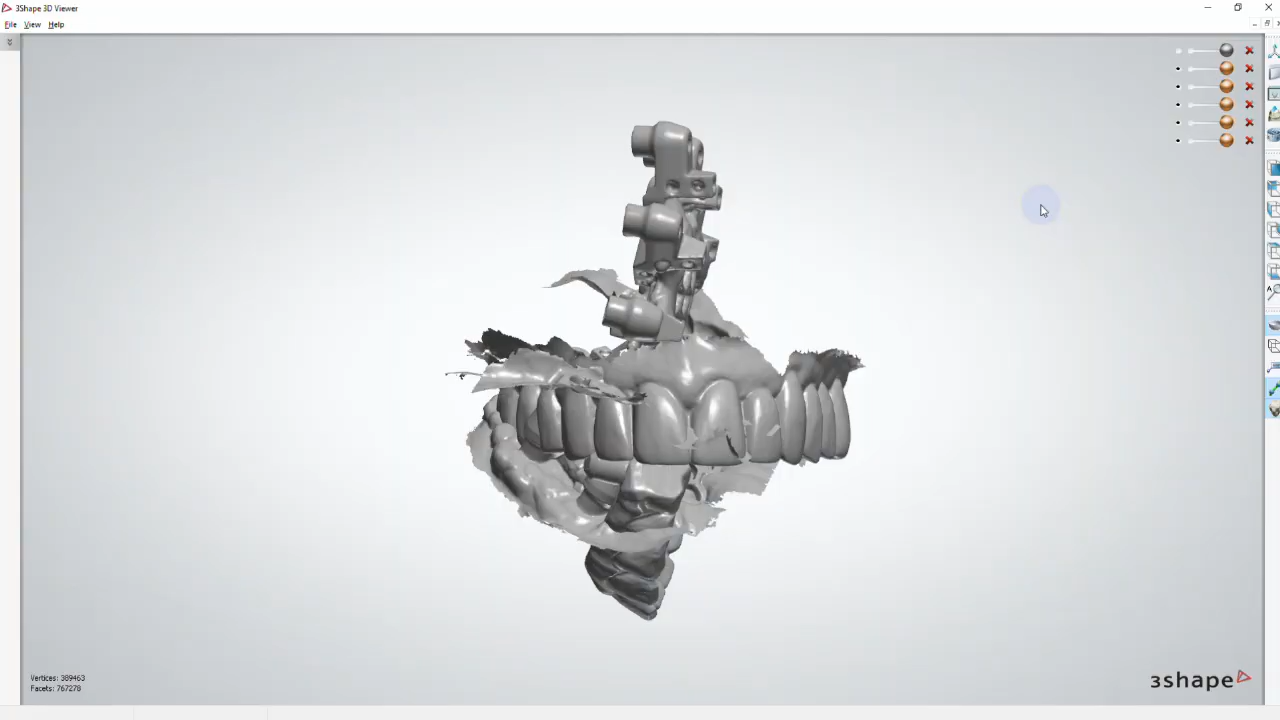 3Shape 3D Viewer
File View Help
Vertices: 389463
Facets: 767278
3shape